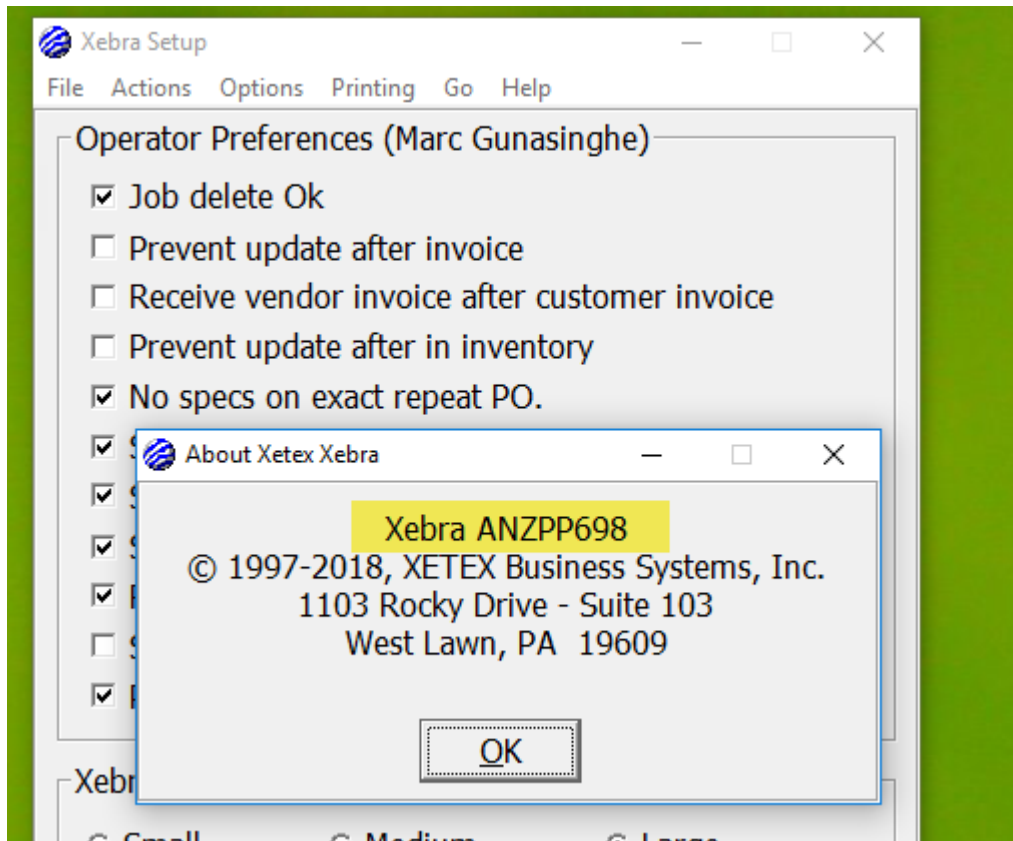 Xebra Setup
File Actions Options Printing Go Help
Operator Preferences (Marc Gunasinghe)
Job delete Ok
Prevent update after invoice
Receive vendor invoice after customer invoice
Prevent update after in inventory
No specs on exact repeat PO.
About Xetex Xebra
Xebra ANZPP698
© 1997-2018, XETEX Business Systems, Inc.
1103 Rocky Drive - Suite 103
West Lawn, PA 19609
OK
Small Medium Large